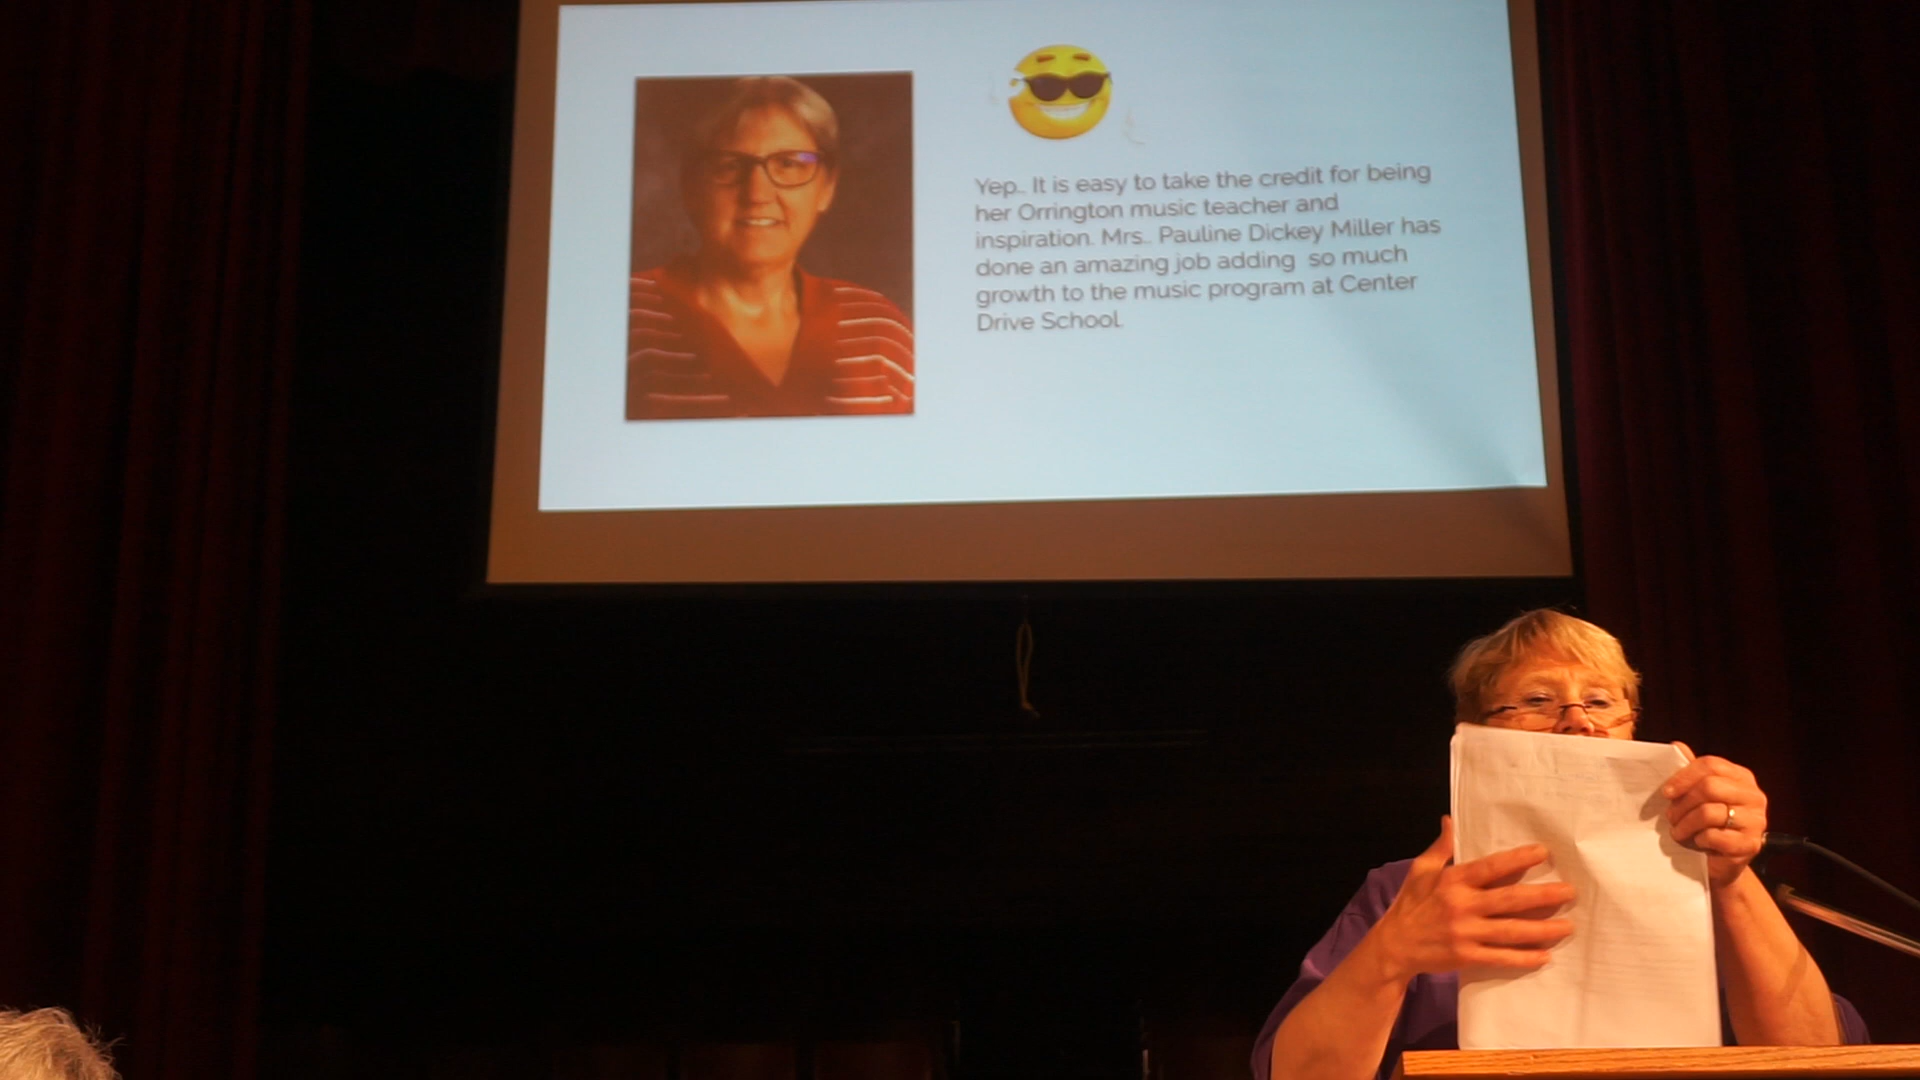 Yep.. It is easy to take the credit for being
her Orrington music teacher and
inspiration. Mrs.. Pauline Dickey Miller has
done an amazing job adding  so much
growth to the music program at Center
Drive School.